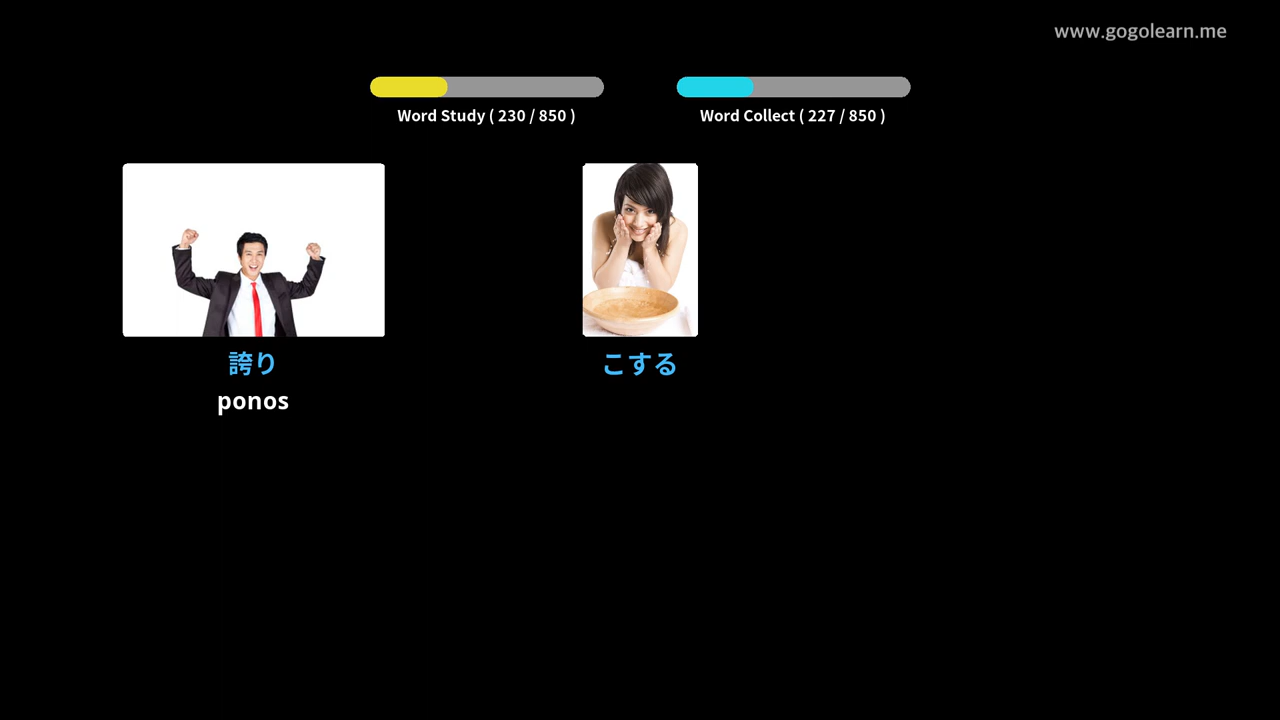 www.gogolearn.me
Word Study ( 230 / 850 )
Word Collect ( 227 / 850 )
誇り
ponos
こする